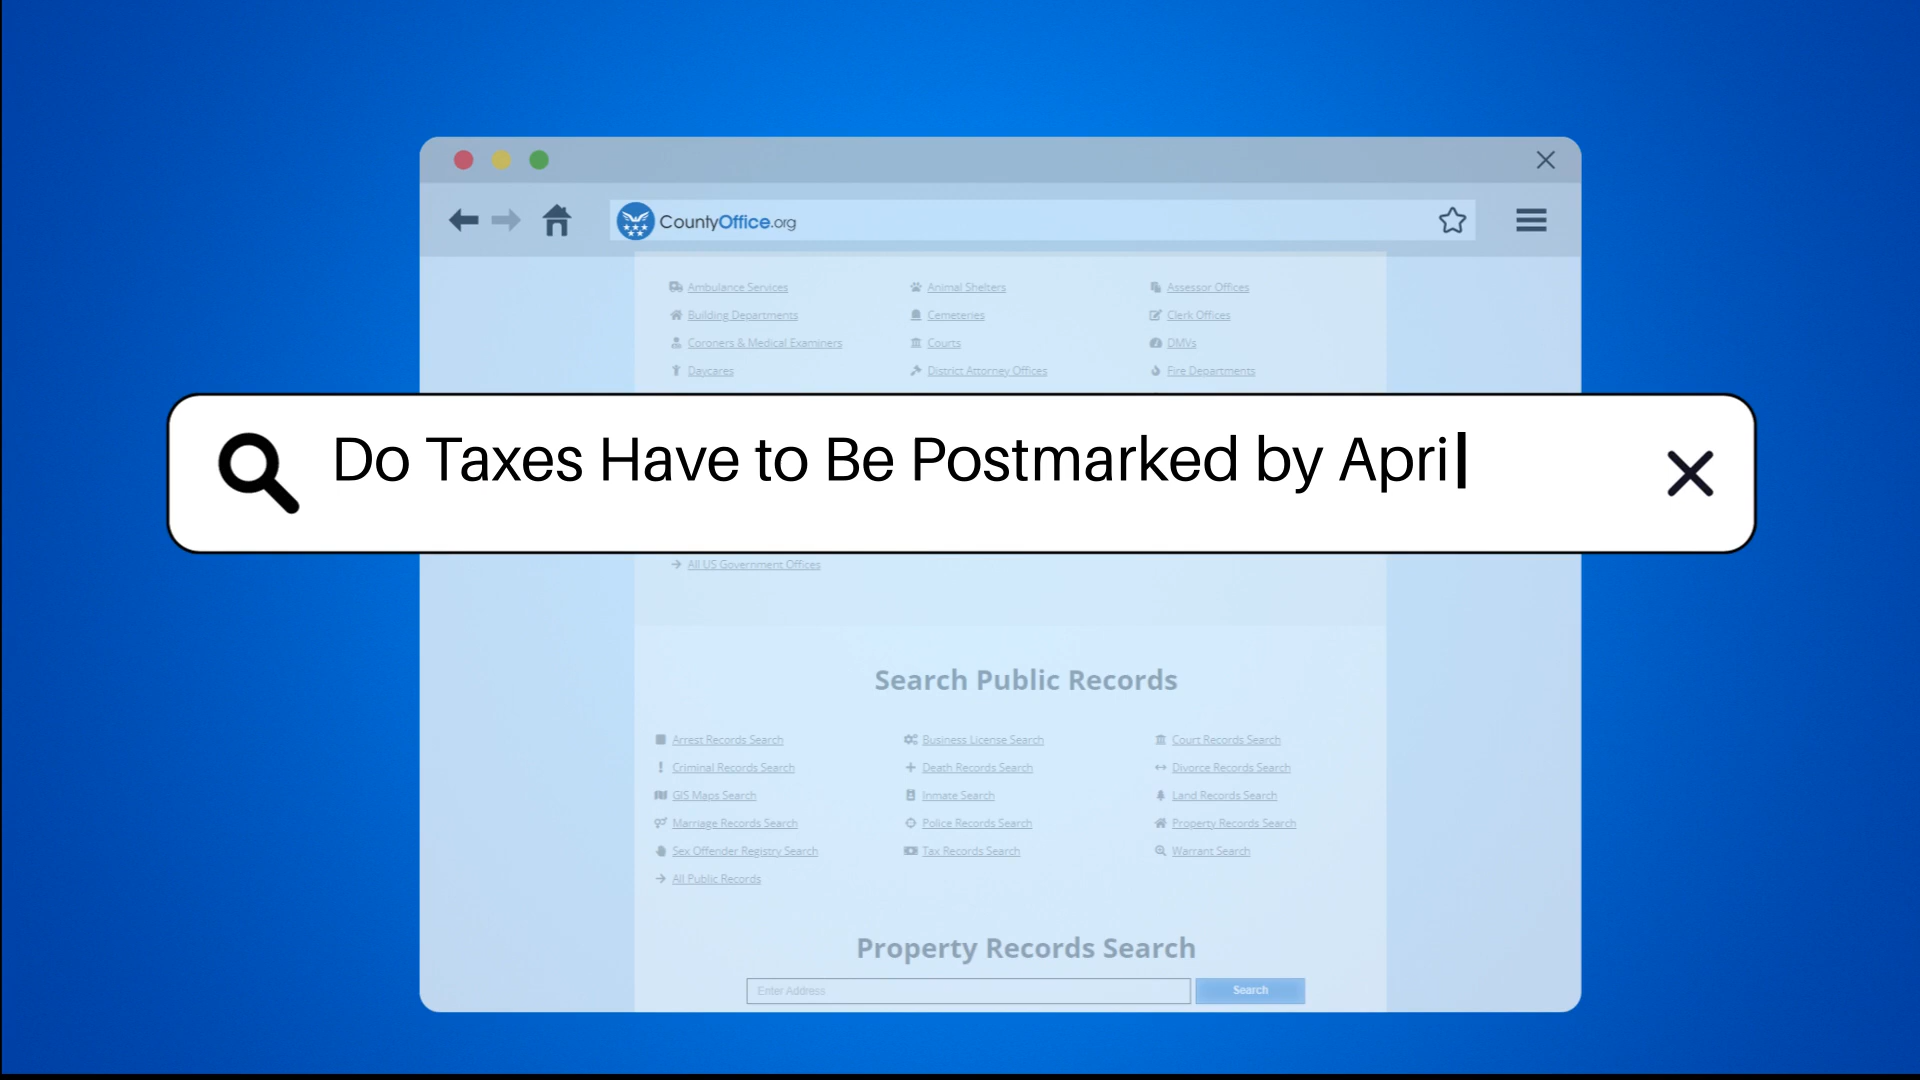 CountyOffice.org
Ambulance Services
Animal Shelters
Assessor Offices
Building Departments
Cemeteries
Clerk Offices
Coroners & Medical Examiners
Courts
DMVs
Daycares
District Attorney Offices
Fire Departments
Do Taxes Have to Be Postmarked by Apri
All US Government Offices
Search Public Records
Arrest Records Search
Business License Search
Court Records Search
Criminal Records Search
Death Records Search
Divorce Records Search
GIS Maps Search
Inmate Search
Land Records Search
Marriage Records Search
Police Records Search
Property Records Search
Sex Offender Registry Search
Tax Records Search
Warrant Search
All Public Records
Property Records Search
Enter Address
Search